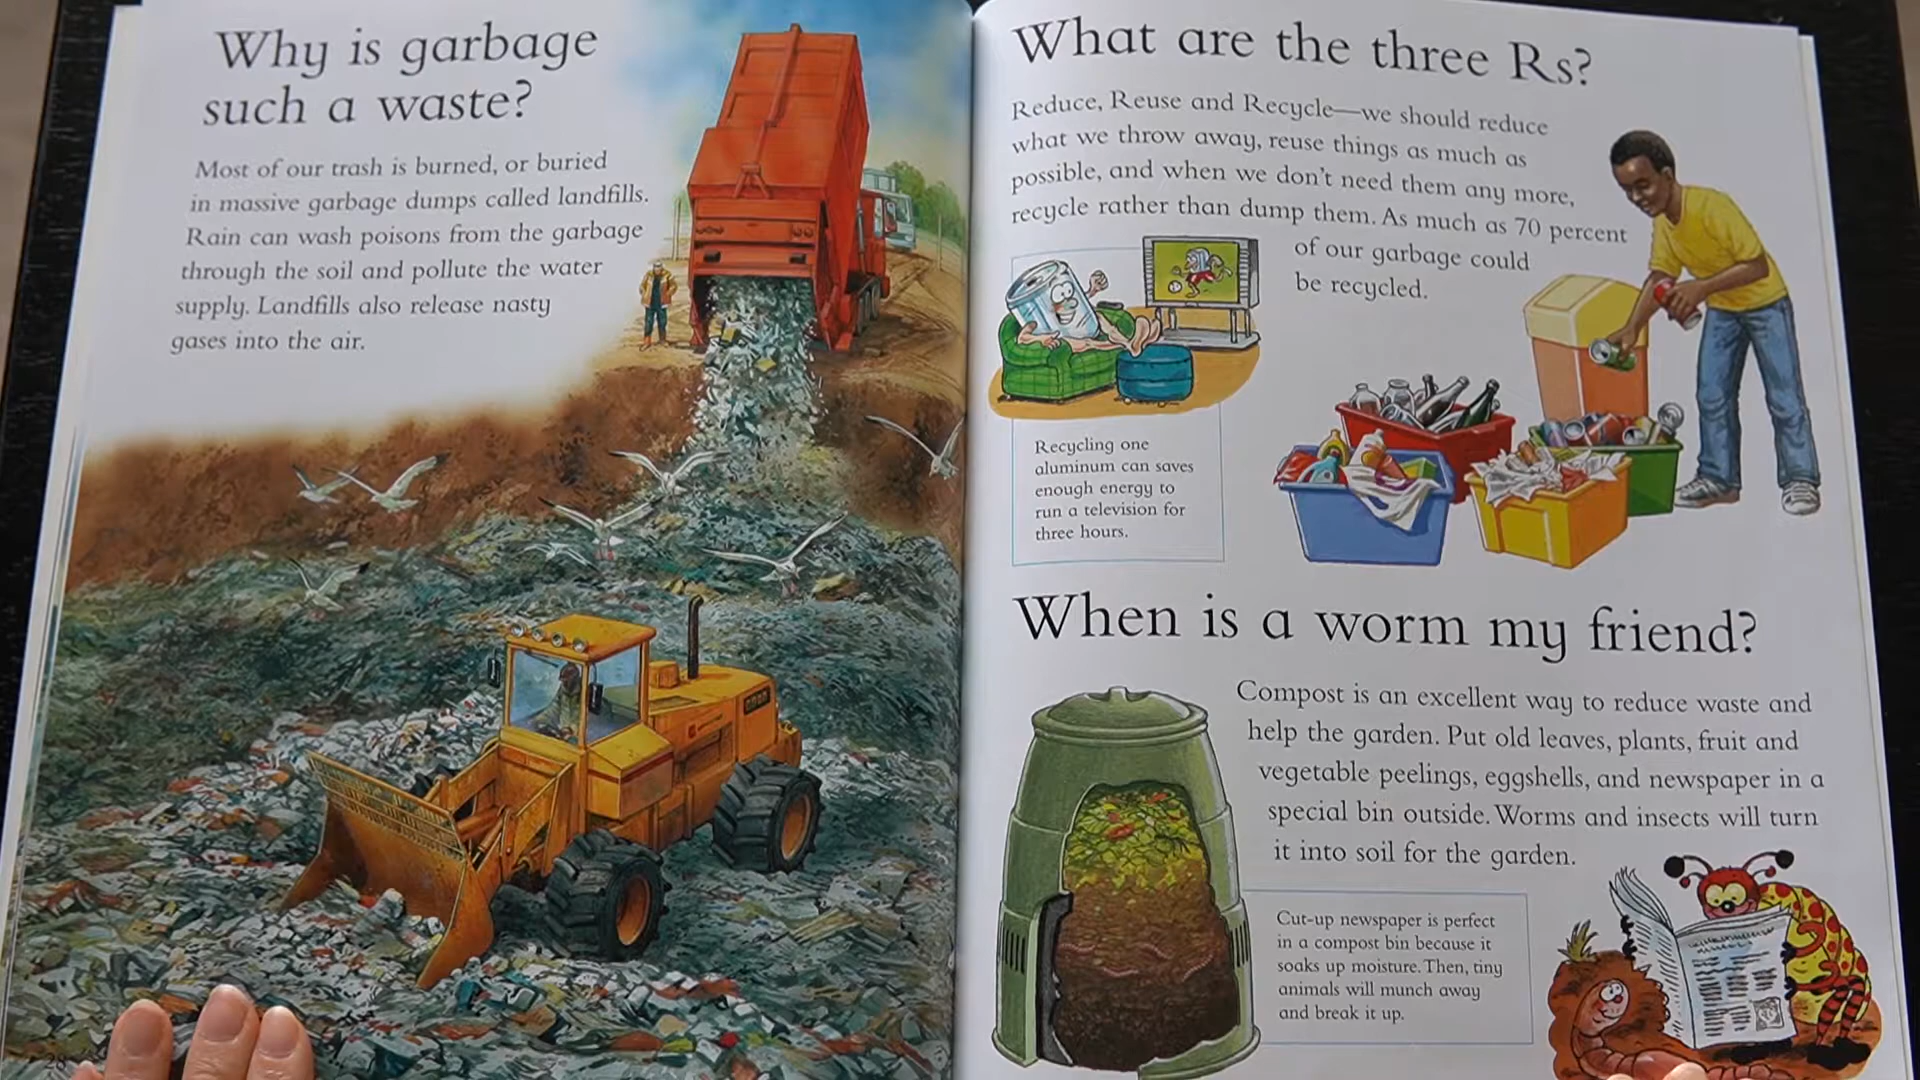 Why is garbage
such a waste?
Most of our trash is burned, or buried
in massive garbage dumps called landfills.
Rain can wash poisons from the garbage
through the soil and pollute the water
supply. Landfills also release nasty
gases into the air.
28
What are the three Rs?
Reduce, Reuse and Recycle—we should reduce
what we throw away, reuse things as much as
possible, and when we don't need them any more,
recycle rather than dump them. As much as 70 percent
of our garbage could
be recycled.
Recycling one
aluminum can saves
enough energy to
run a television for
three hours.
When is a worm my friend?
Compost is an excellent way to reduce waste and
help the garden. Put old leaves, plants, fruit and
vegetable peelings, eggshells, and newspaper in a
special bin outside. Worms and insects will turn
it into soil for the garden.
Cut-up newspaper is perfect
in a compost bin because it
soaks up moisture. Then, tiny
animals will munch away
and break it up.